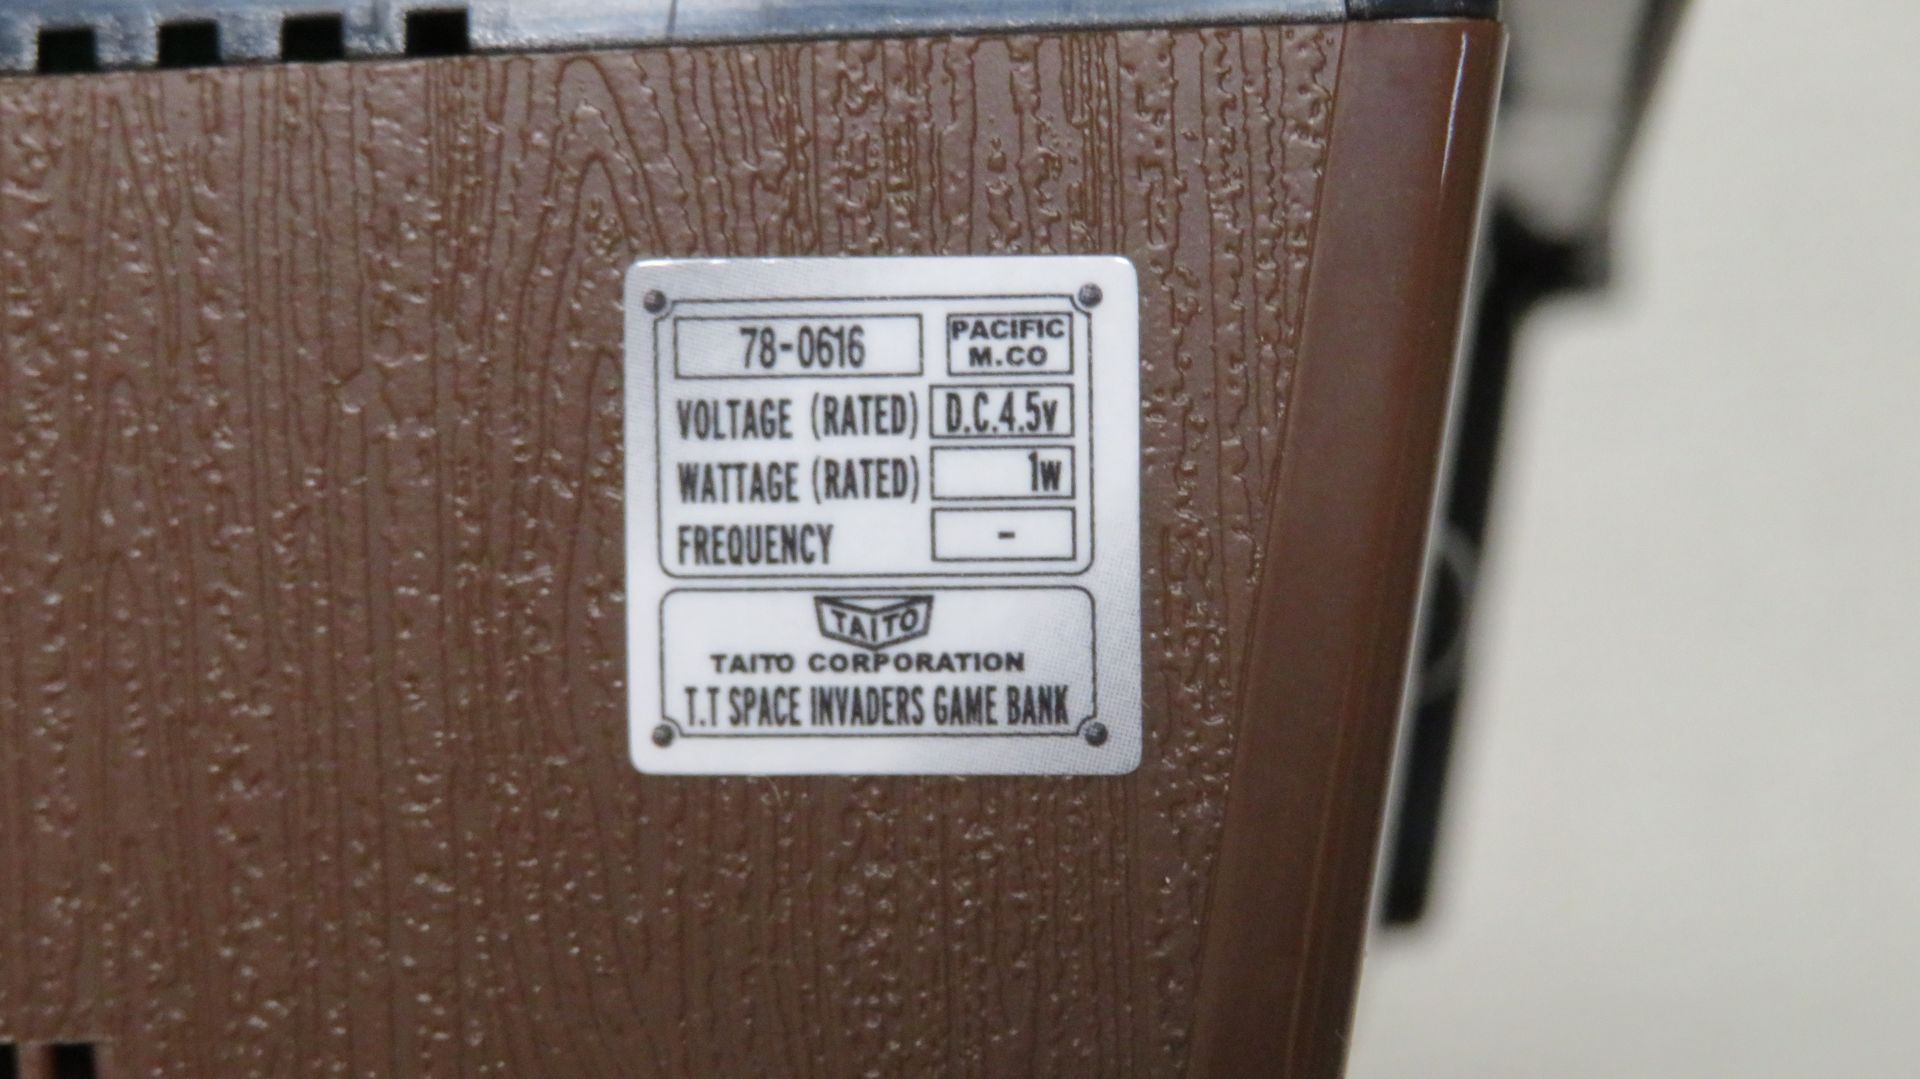 78-0616 PACIFIC M.CO
VOLTAGE (RATED) D.C.4.5v
WATTAGE (RATED) 1w
FREQUENCY -
TAITO
TAITO CORPORATION
T.T SPACE INVADERS GAME BANK